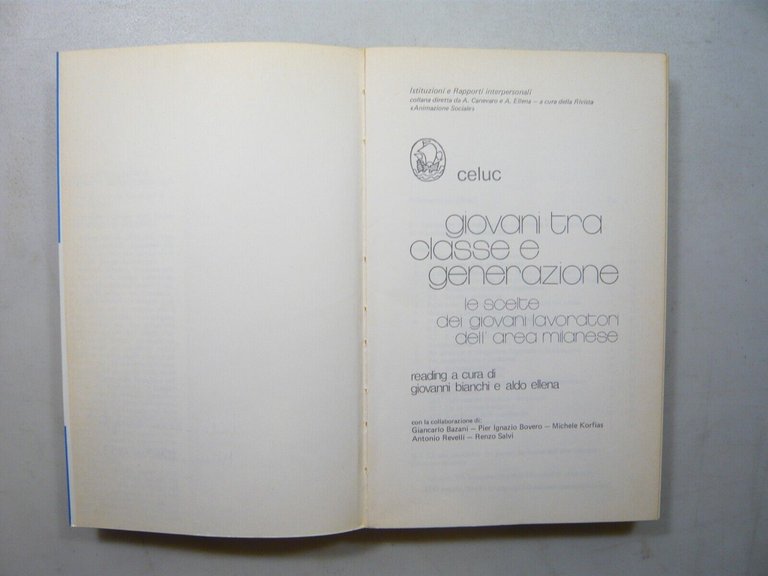 Istituzioni e Rapporti interpersonali
collana diretta da A. Canevaro e A. Ellena — a cura della Rivista
«Animazione Sociale»
celuc
giovani tra
classe e
generazione
le scelte
dei giovani-lavoratori
dell' area milanese
reading a cura di
giovanni bianchi e aldo ellena
con la collaborazione di:
Giancarlo Bazani — Pier Ignazio Bovero — Michele Korfias
Antonio Revelli — Renzo Salvi